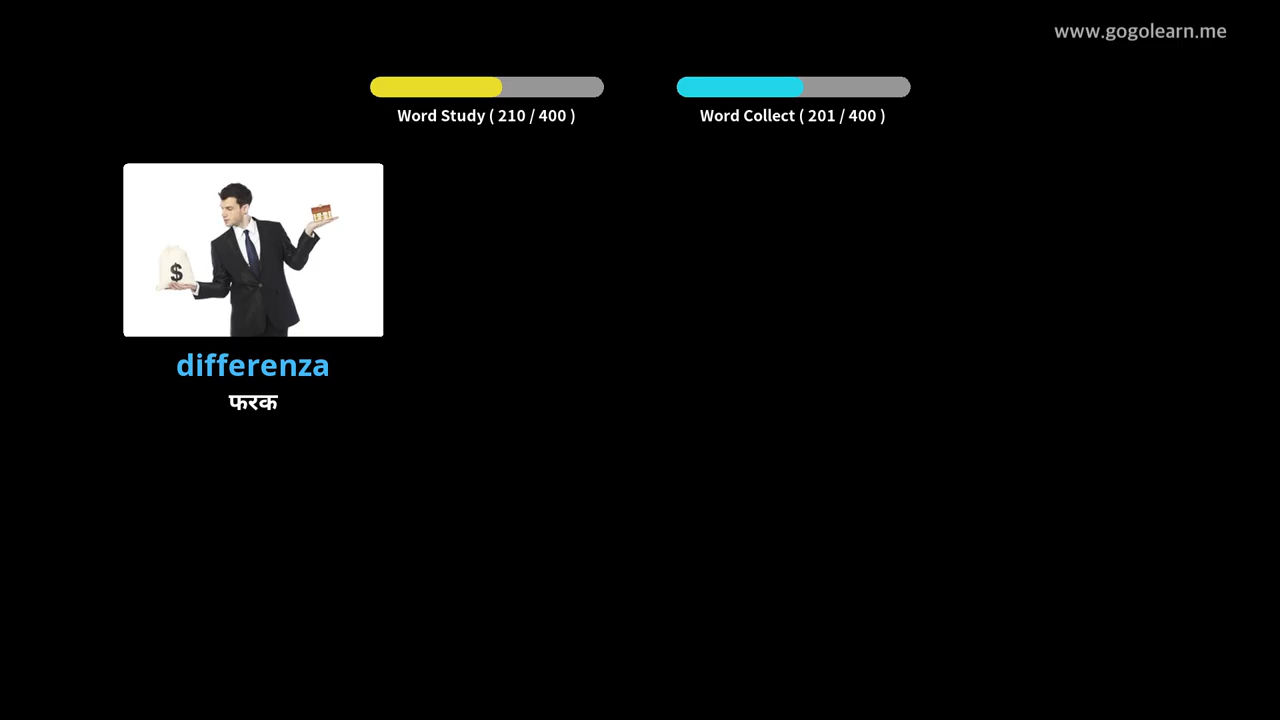 www.gogolearn.me
Word Study ( 210 / 400 )
Word Collect ( 201 / 400 )
$
differenza
फरक